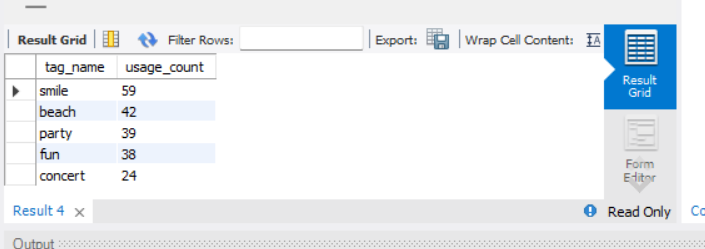 Result Grid Filter Rows: Export: Wrap Cell Content: IA
tag_name usage_count
smile 59
beach 42
party 39
fun 38
concert 24
Result Grid
Form Editor
Result 4 × Read Only Co
Output